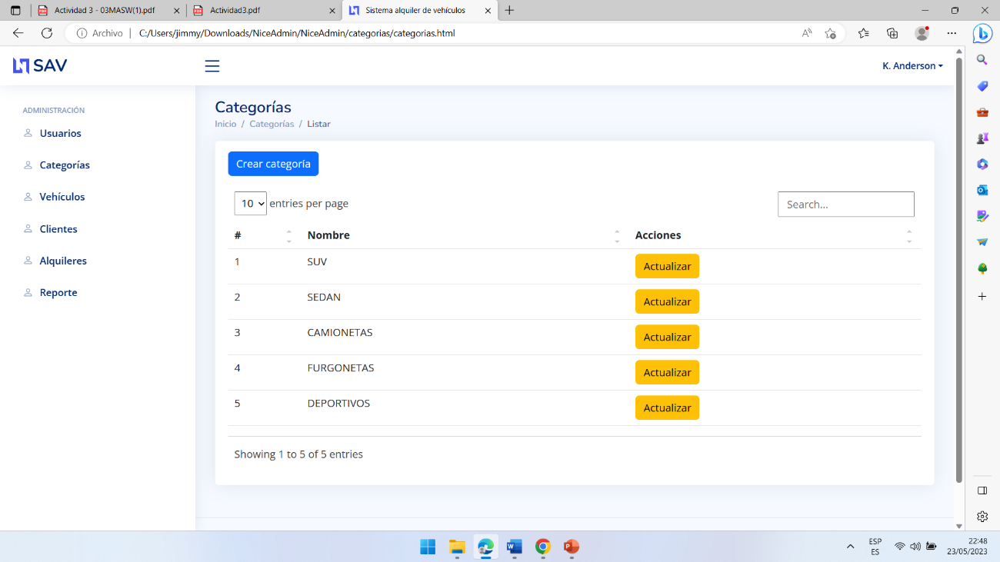 Actividad 3 - 03MASW(1).pdf
Actividad3.pdf
Sistema alquiler de vehículos
Archivo
C:/Users/jimmy/Downloads/NiceAdmin/NiceAdmin/categorias/categorias.html
SAV
K. Anderson
ADMINISTRACIÓN
Usuarios
Categorías
Vehículos
Clientes
Alquileres
Reporte
Categorías
Inicio / Categorías / Listar
Crear categoría
10 entries per page
Search...
# Nombre Acciones
1 SUV Actualizar
2 SEDAN Actualizar
3 CAMIONETAS Actualizar
4 FURGONETAS Actualizar
5 DEPORTIVOS Actualizar
Showing 1 to 5 of 5 entries
ESP
ES
22:48
23/05/2023